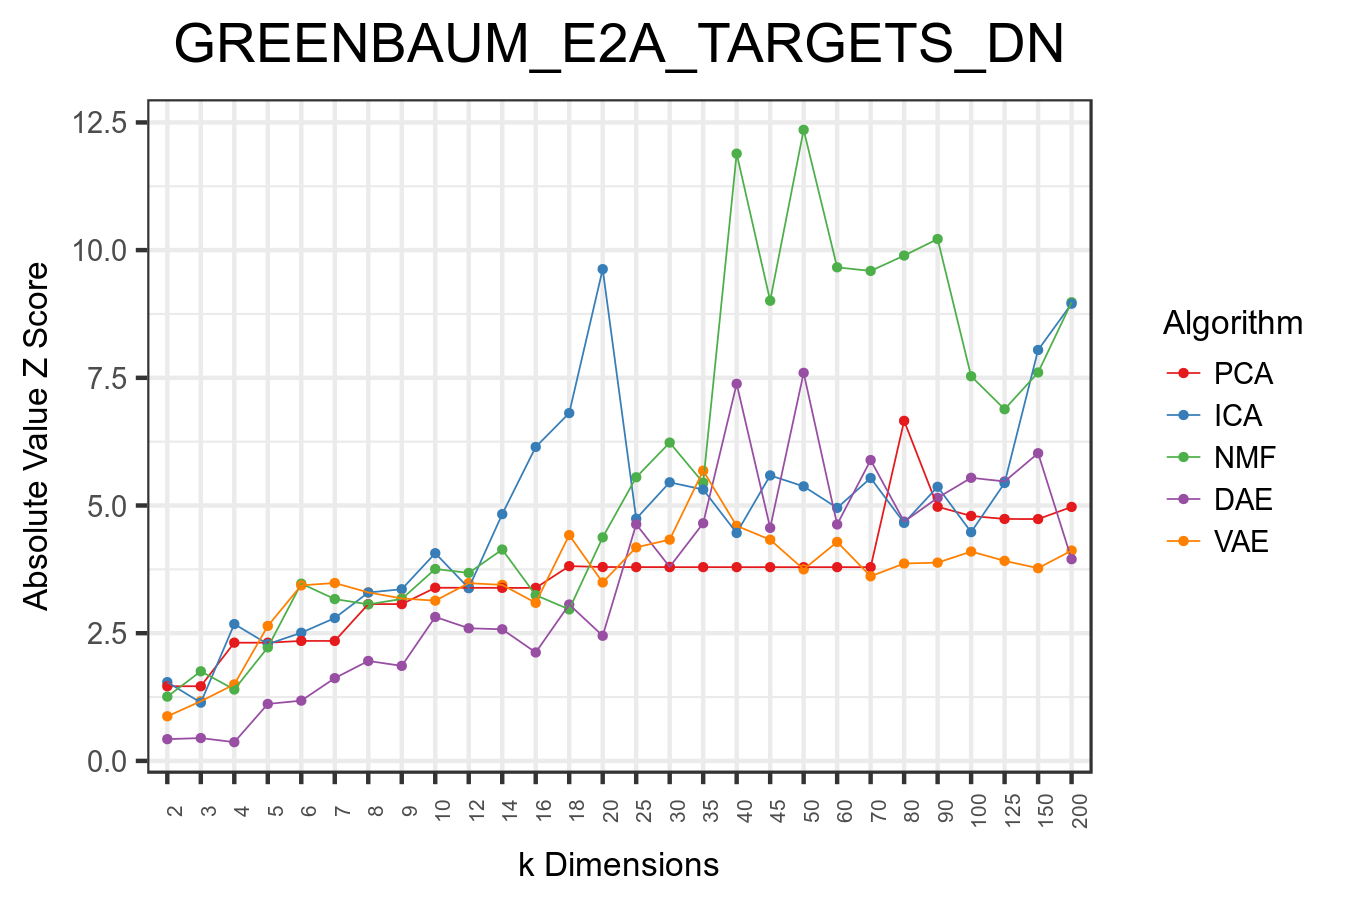 GREENBAUM_E2A_TARGETS_DN
Absolute Value Z Score
12.5
10.0
7.5
5.0
2.5
0.0
2 3 4 5 6 7 8 9 10 12 14 16 18 20 25 30 35 40 45 50 60 70 80 90 100 125 150 200
k Dimensions
Algorithm
PCA
ICA
NMF
DAE
VAE